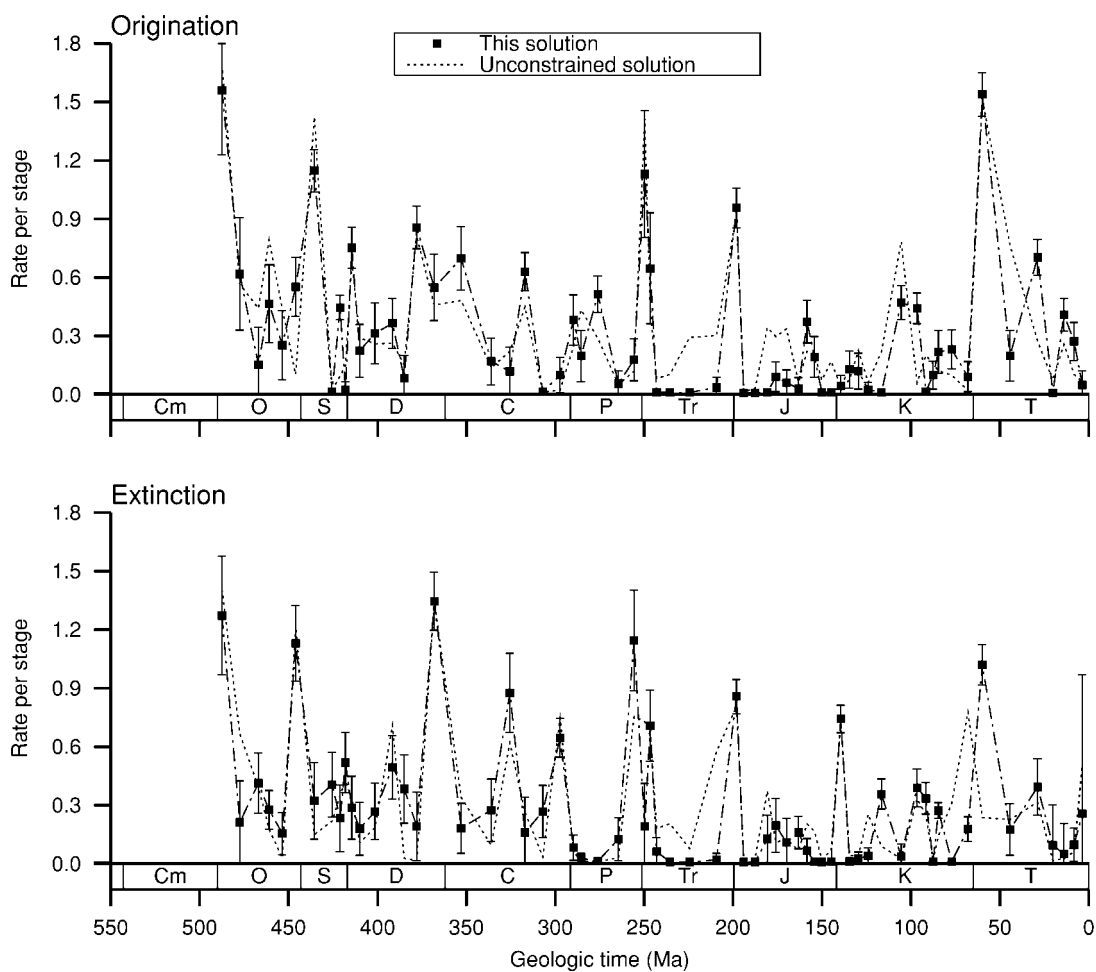 Origination
This solution
Unconstrained solution
Rate per stage
1.8
1.5
1.2
0.9
0.6
0.3
0.0
Cm O S D C P Tr J K T
Extinction
Rate per stage
1.8
1.5
1.2
0.9
0.6
0.3
0.0
Cm O S D C P Tr J K T
550 500 450 400 350 300 250 200 150 100 50 0
Geologic time (Ma)